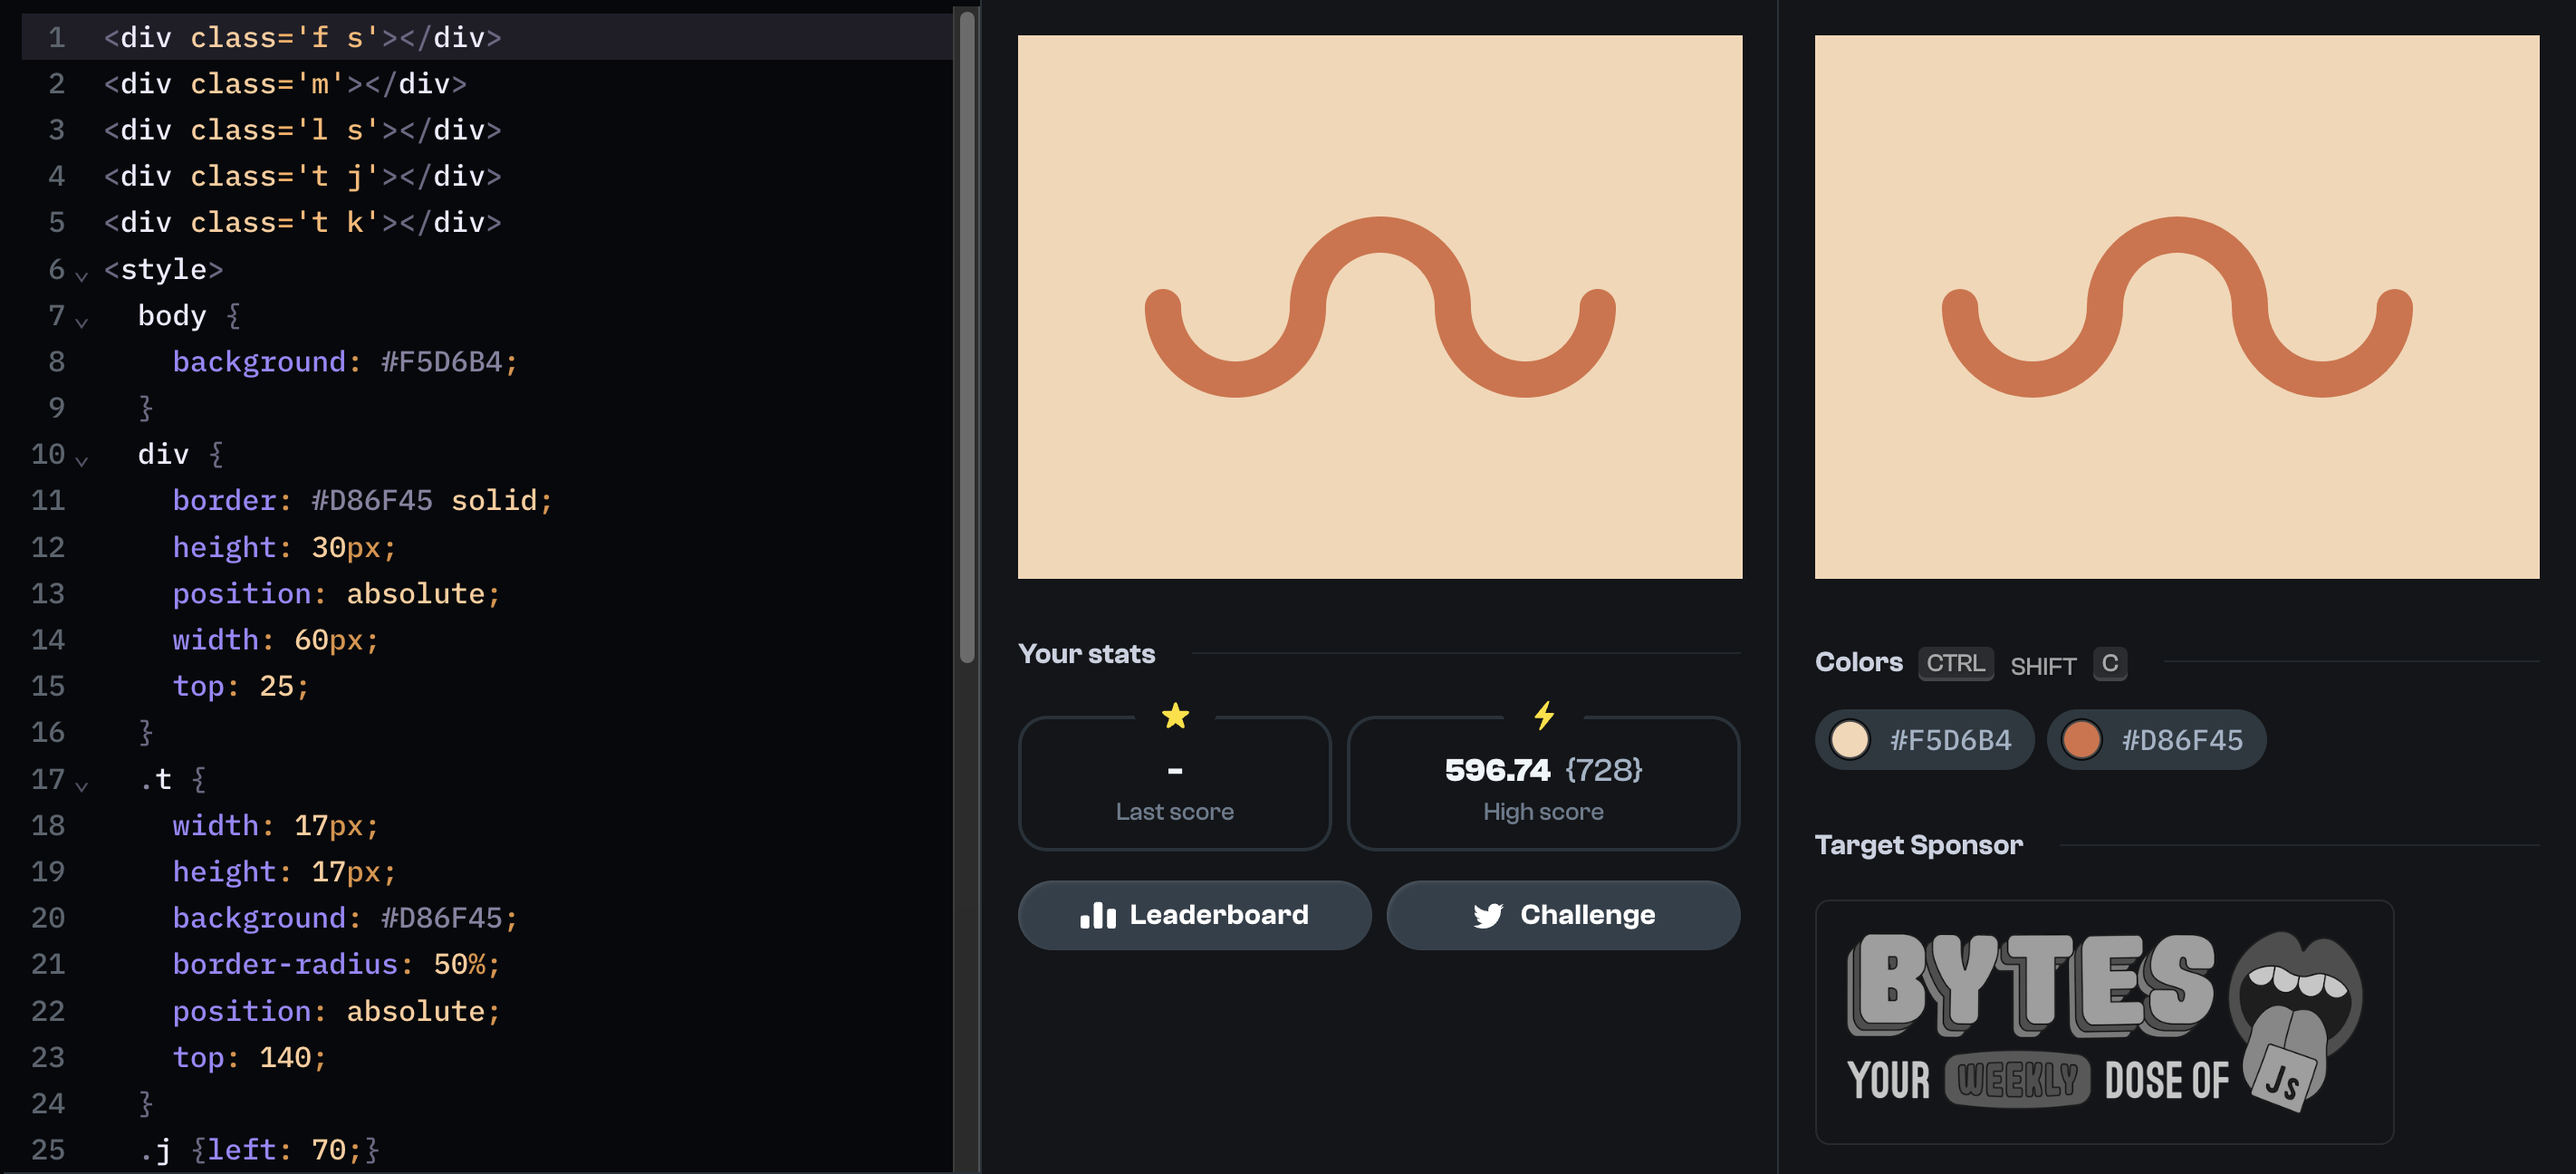 1 <div class='f s'></div>
2 <div class='m'></div>
3 <div class='l s'></div>
4 <div class='t j'></div>
5 <div class='t k'></div>
6 <style>
7 body {
8 background: #F5D6B4;
9 }
10 div {
11 border: #D86F45 solid;
12 height: 30px;
13 position: absolute;
14 width: 60px;
15 top: 25;
16 }
17 .t {
18 width: 17px;
19 height: 17px;
20 background: #D86F45;
21 border-radius: 50%;
22 position: absolute;
23 top: 140;
24 }
25 .j {left: 70;}
Your stats
-
Last score
596.74 {728}
High score
Leaderboard
Challenge
Colors CTRL SHIFT C
#F5D6B4 #D86F45
Target Sponsor
BYTES
YOUR WEEKLY DOSE OF
Js